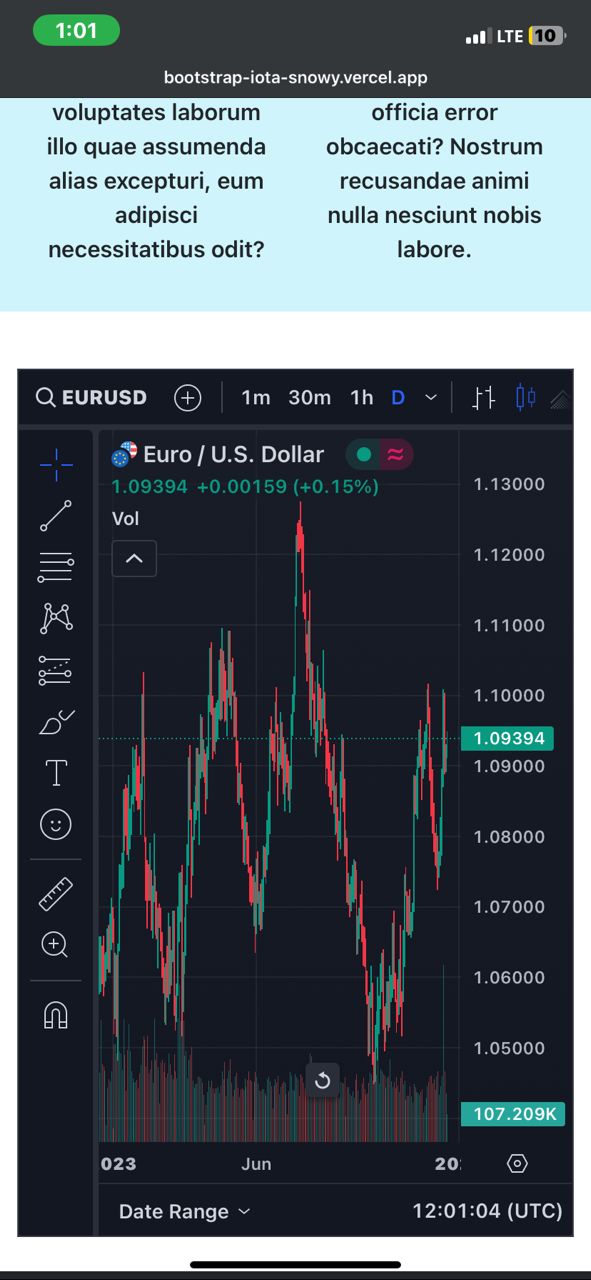 1:01
LTE 10
bootstrap-iota-snowy.vercel.app
voluptates laborum
illo quae assumenda
alias excepturi, eum
adipisci
necessitatibus odit?
officia error
obcaecati? Nostrum
recusandae animi
nulla nesciunt nobis
labore.
EURUSD 1m 30m 1h D
Euro / U.S. Dollar
1.09394 +0.00159 (+0.15%)
Vol
1.13000
1.12000
1.11000
1.10000
1.09394
1.09000
1.08000
1.07000
1.06000
1.05000
107.209K
023 Jun 20
Date Range 12:01:04 (UTC)